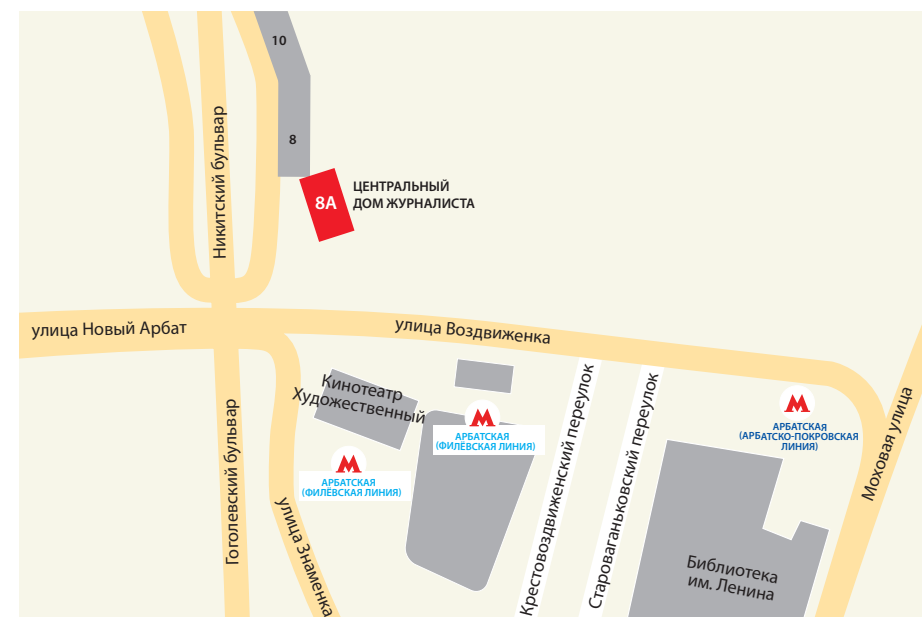 10
8
Никитский бульвар
8А
ЦЕНТРАЛЬНЫЙ
ДОМ ЖУРНАЛИСТА
улица Новый Арбат
улица Воздвиженка
Кинотеатр
Художественный
М
АРБАТСКАЯ
(ФИЛЁВСКАЯ ЛИНИЯ)
М
АРБАТСКАЯ
(ФИЛЁВСКАЯ ЛИНИЯ)
М
АРБАТСКАЯ
(АРБАТСКО-ПОКРОВСКАЯ
ЛИНИЯ)
Гоголевский бульвар
улица Знаменка
Крестовоздвиженский переулок
Староваганьковский переулок
Моховая улица
Библиотека
им. Ленина